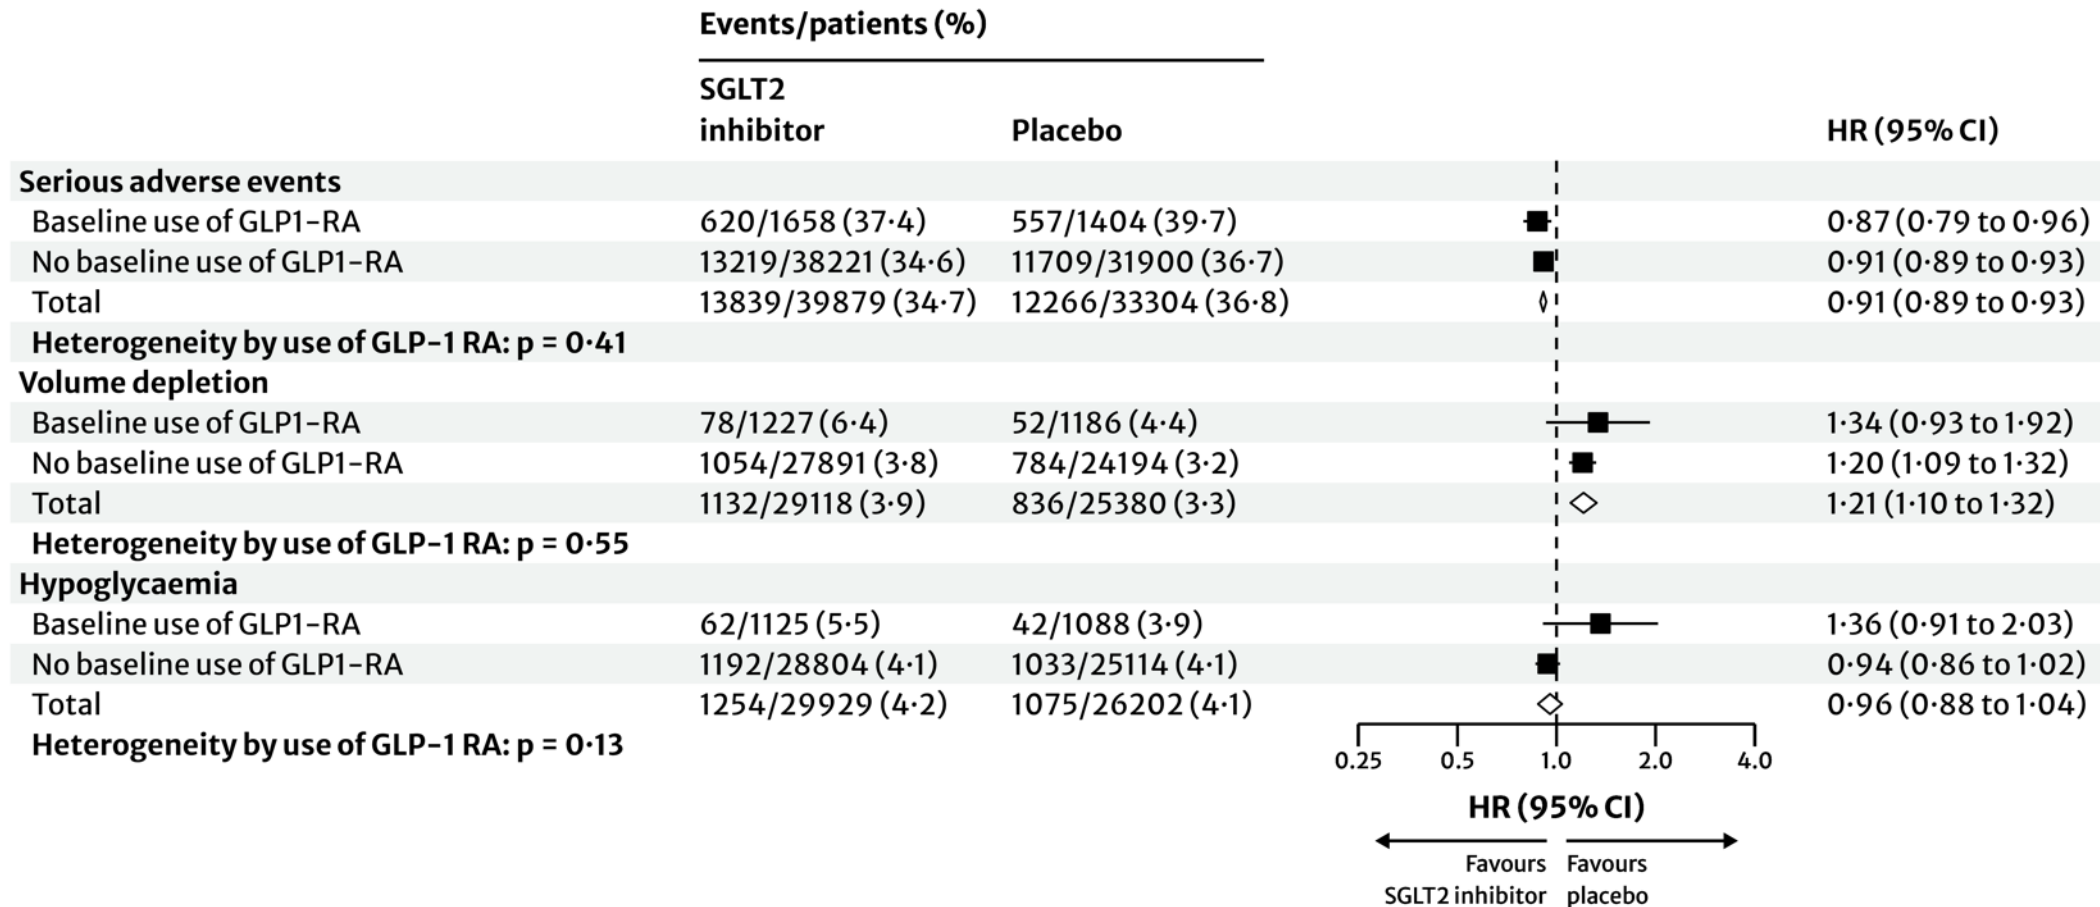 Events/patients (%)
SGLT2
inhibitor Placebo HR (95% CI)
Serious adverse events
Baseline use of GLP1-RA 620/1658 (37·4) 557/1404 (39·7) 0·87 (0·79 to 0·96)
No baseline use of GLP1-RA 13219/38221 (34·6) 11709/31900 (36·7) 0·91 (0·89 to 0·93)
Total 13839/39879 (34·7) 12266/33304 (36·8) 0·91 (0·89 to 0·93)
Heterogeneity by use of GLP-1 RA: p = 0·41
Volume depletion
Baseline use of GLP1-RA 78/1227 (6·4) 52/1186 (4·4) 1·34 (0·93 to 1·92)
No baseline use of GLP1-RA 1054/27891 (3·8) 784/24194 (3·2) 1·20 (1·09 to 1·32)
Total 1132/29118 (3·9) 836/25380 (3·3) 1·21 (1·10 to 1·32)
Heterogeneity by use of GLP-1 RA: p = 0·55
Hypoglycaemia
Baseline use of GLP1-RA 62/1125 (5·5) 42/1088 (3·9) 1·36 (0·91 to 2·03)
No baseline use of GLP1-RA 1192/28804 (4·1) 1033/25114 (4·1) 0·94 (0·86 to 1·02)
Total 1254/29929 (4·2) 1075/26202 (4·1) 0·96 (0·88 to 1·04)
Heterogeneity by use of GLP-1 RA: p = 0·13
0.25 0.5 1.0 2.0 4.0
HR (95% CI)
Favours Favours
SGLT2 inhibitor placebo